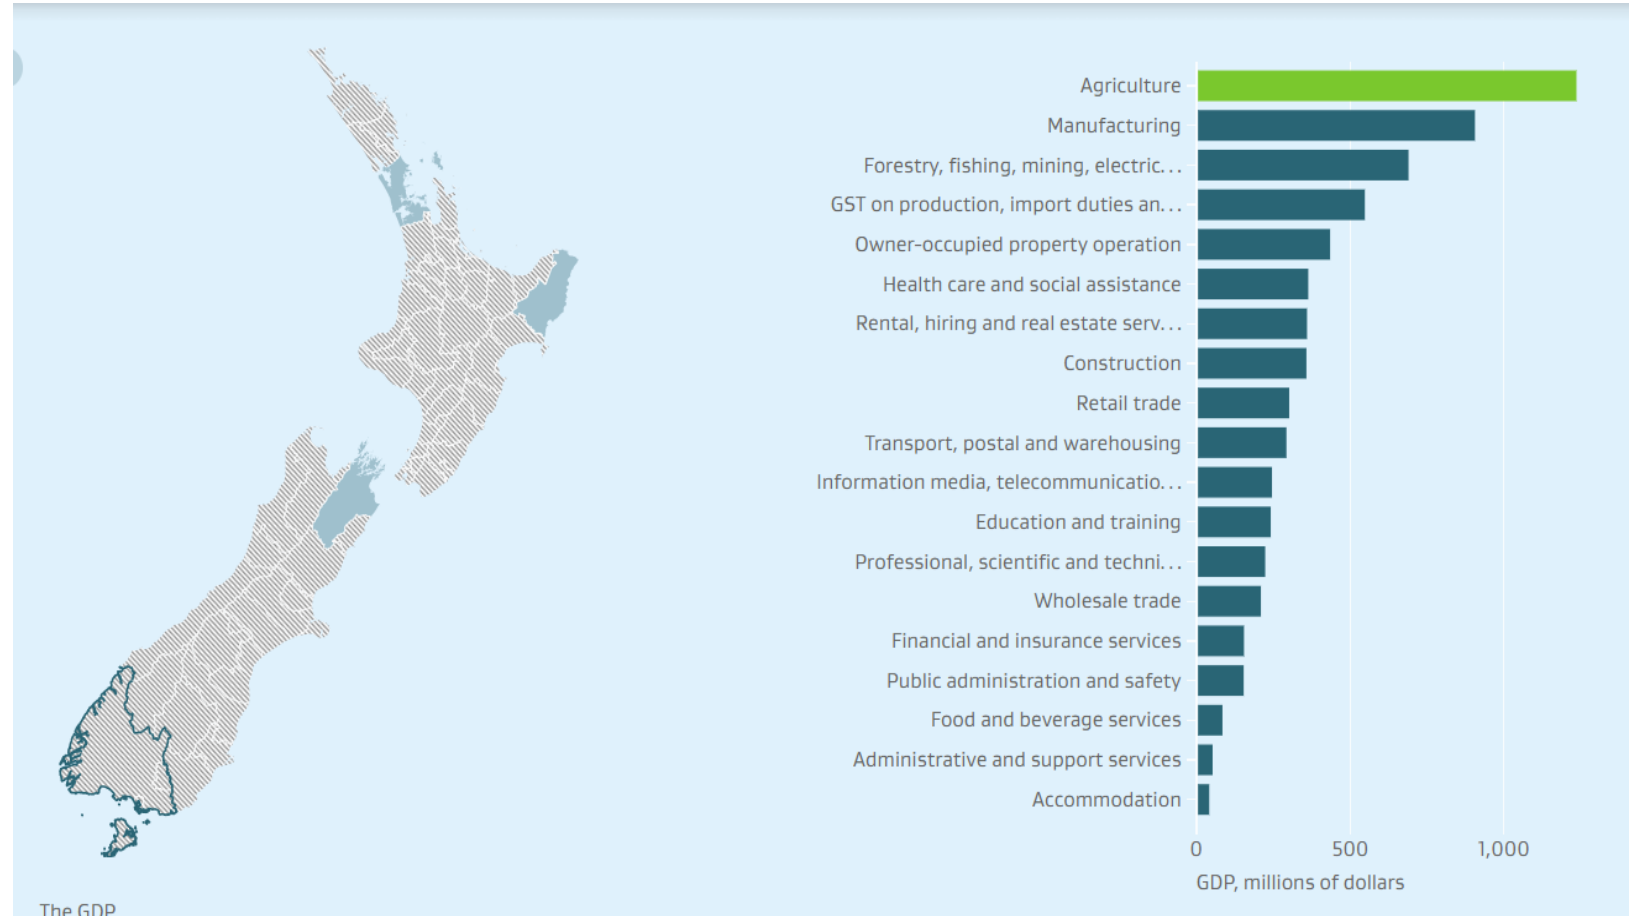 Agriculture
Manufacturing
Forestry, fishing, mining, electric...
GST on production, import duties an...
Owner-occupied property operation
Health care and social assistance
Rental, hiring and real estate serv...
Construction
Retail trade
Transport, postal and warehousing
Information media, telecommunicatio...
Education and training
Professional, scientific and techni...
Wholesale trade
Financial and insurance services
Public administration and safety
Food and beverage services
Administrative and support services
Accommodation
0 500 1,000
GDP, millions of dollars
The GDP